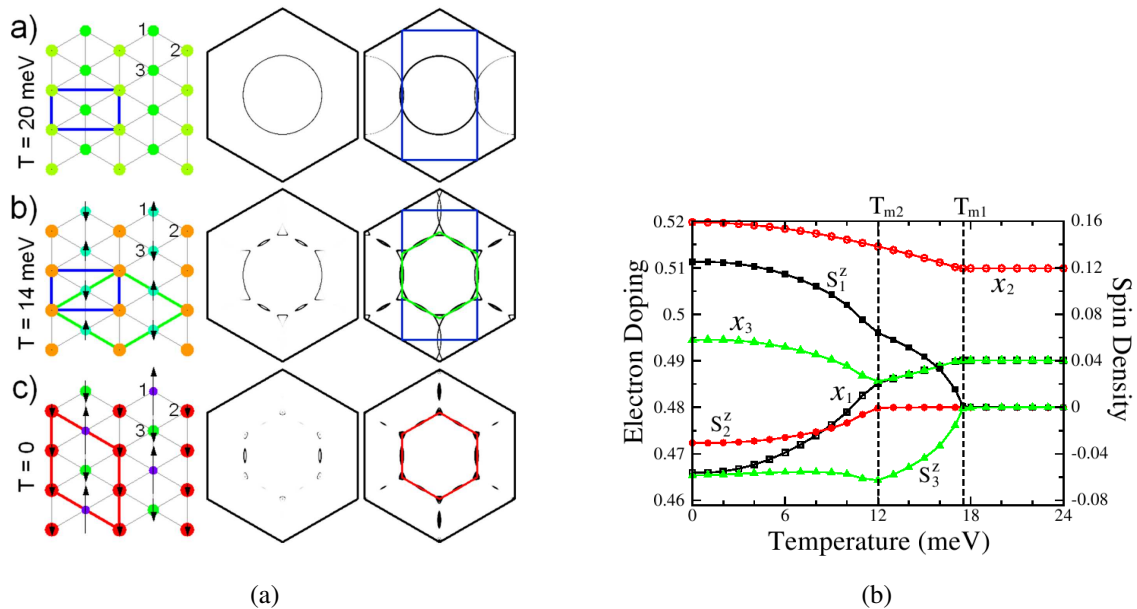 a)
T = 20 meV
1
2
3
b)
T = 14 meV
1
2
3
c)
T = 0
1
2
3
(a)
T_m2
T_m1
0.52
0.51
0.5
0.49
0.48
0.47
0.46
Electron Doping
0.16
0.12
0.08
0.04
0
-0.04
-0.08
Spin Density
x_2
S_1^z
x_3
x_1
S_2^z
S_3^z
0
6
12
18
24
Temperature (meV)
(b)